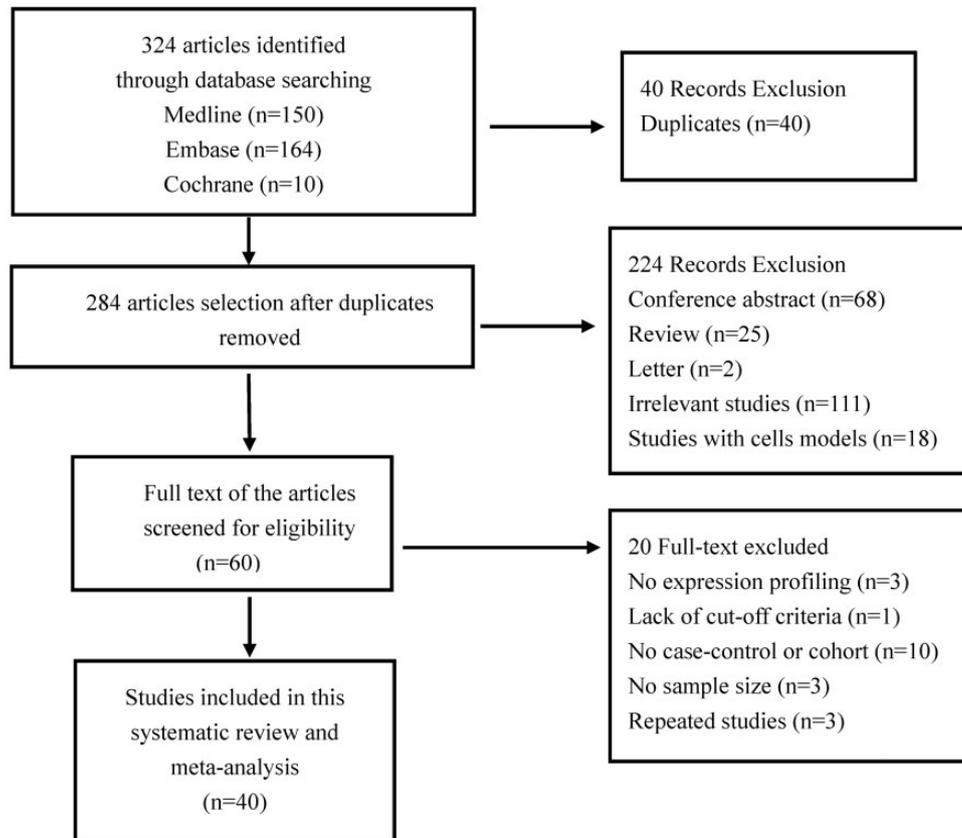 324 articles identified
through database searching
Medline (n=150)
Embase (n=164)
Cochrane (n=10)
40 Records Exclusion
Duplicates (n=40)
284 articles selection after duplicates
removed
224 Records Exclusion
Conference abstract (n=68)
Review (n=25)
Letter (n=2)
Irrelevant studies (n=111)
Studies with cells models (n=18)
Full text of the articles
screened for eligibility
(n=60)
20 Full-text excluded
No expression profiling (n=3)
Lack of cut-off criteria (n=1)
No case-control or cohort (n=10)
No sample size (n=3)
Repeated studies (n=3)
Studies included in this
systematic review and
meta-analysis
(n=40)